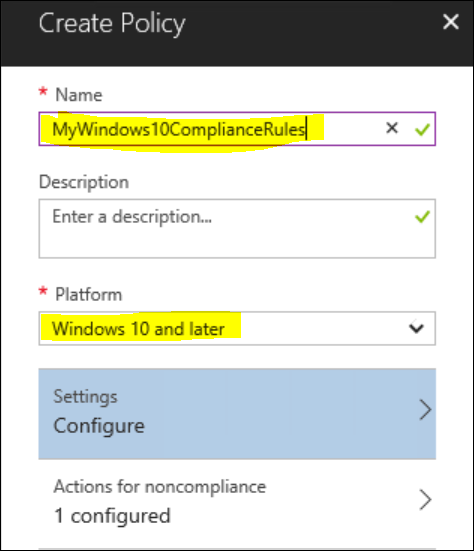 Create Policy
* Name
MyWindows10ComplianceRules
Description
Enter a description...
* Platform
Windows 10 and later
Settings
Configure
Actions for noncompliance
1 configured